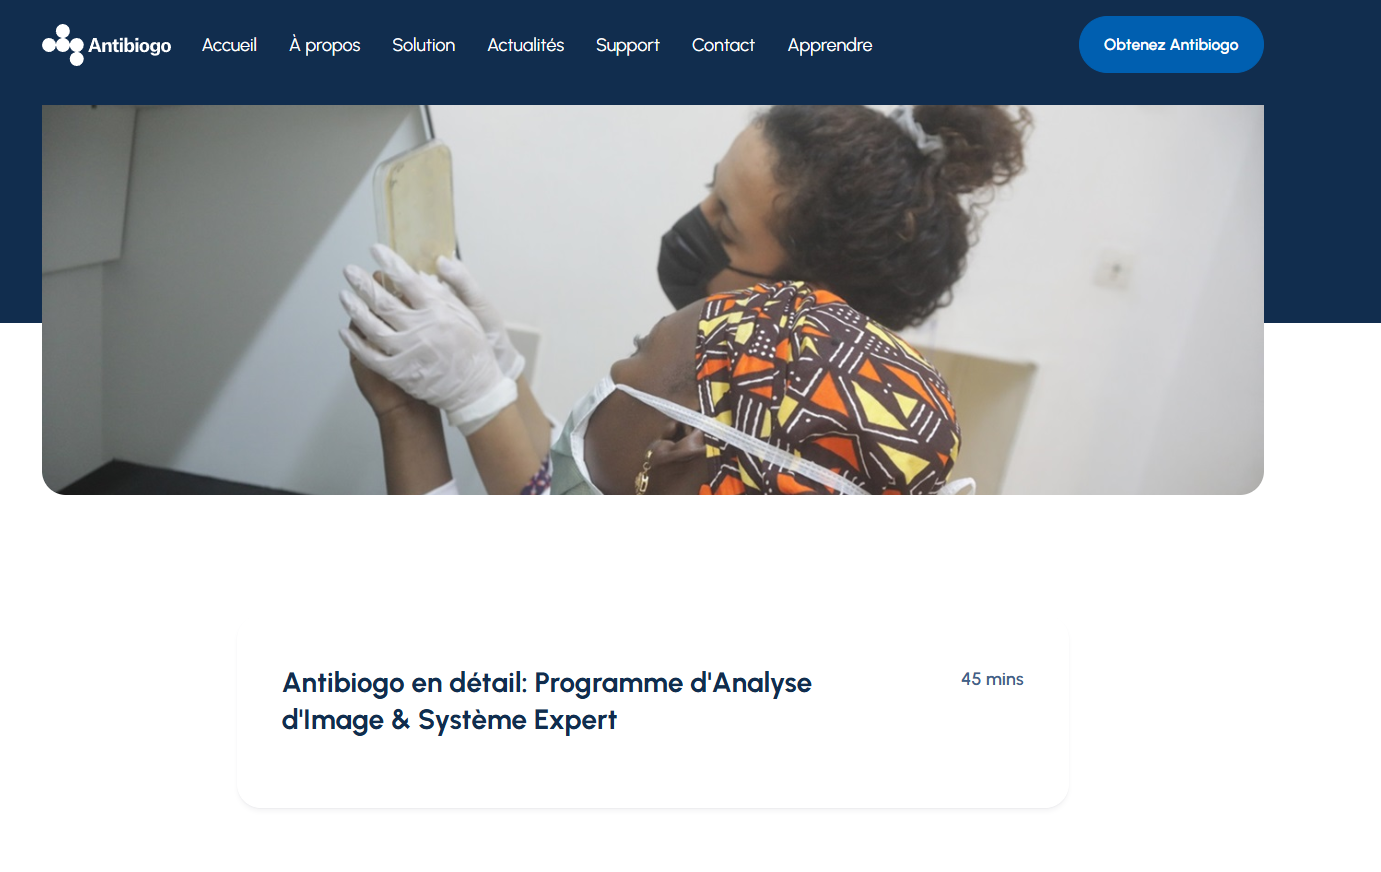 Antibiogo Accueil À propos Solution Actualités Support Contact Apprendre Obtenez Antibiogo
Antibiogo en détail: Programme d'Analyse
d'Image & Système Expert
45 mins